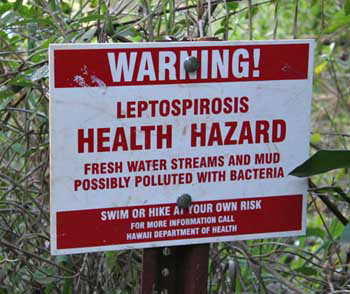 WARNING!
LEPTOSPIROSIS
HEALTH HAZARD
FRESH WATER STREAMS AND MUD
POSSIBLY POLLUTED WITH BACTERIA
SWIM OR HIKE AT YOUR OWN RISK
FOR MORE INFORMATION CALL
HAWAII DEPARTMENT OF HEALTH